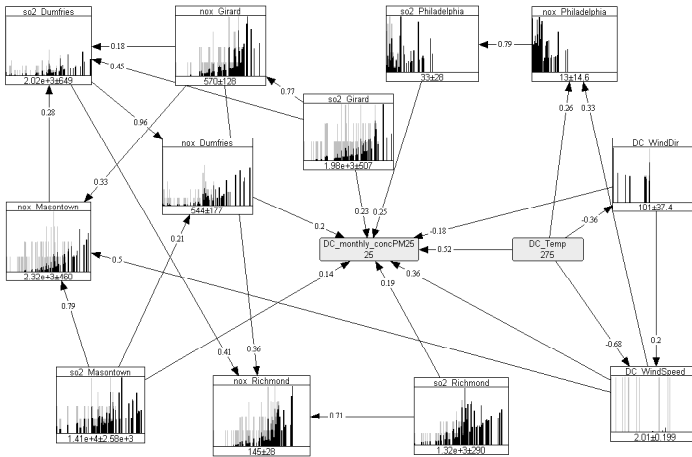 so2_Dumfries
2.02e+3±649
nox_Girard
570±128
so2_Philadelphia
33±28
nox_Philadelphia
13±14.6
0.18
0.45
0.79
0.77
so2_Girard
1.98e+3±507
0.28
0.96
0.26
0.33
nox_Dumfries
544±177
DC_WindDir
101±37.4
0.33
nox_Masontown
2.32e+3±460
0.21
0.2
0.23
0.25
-0.18
-0.36
DC_monthly_concPM25
25
0.52
DC_Temp
275
0.5
0.14
0.19
0.36
0.79
0.41
0.36
-0.68
0.2
so2_Masontown
1.41e+4±2.58e+3
nox_Richmond
145±28
0.71
so2_Richmond
1.32e+3±290
DC_WindSpeed
2.01±0.199